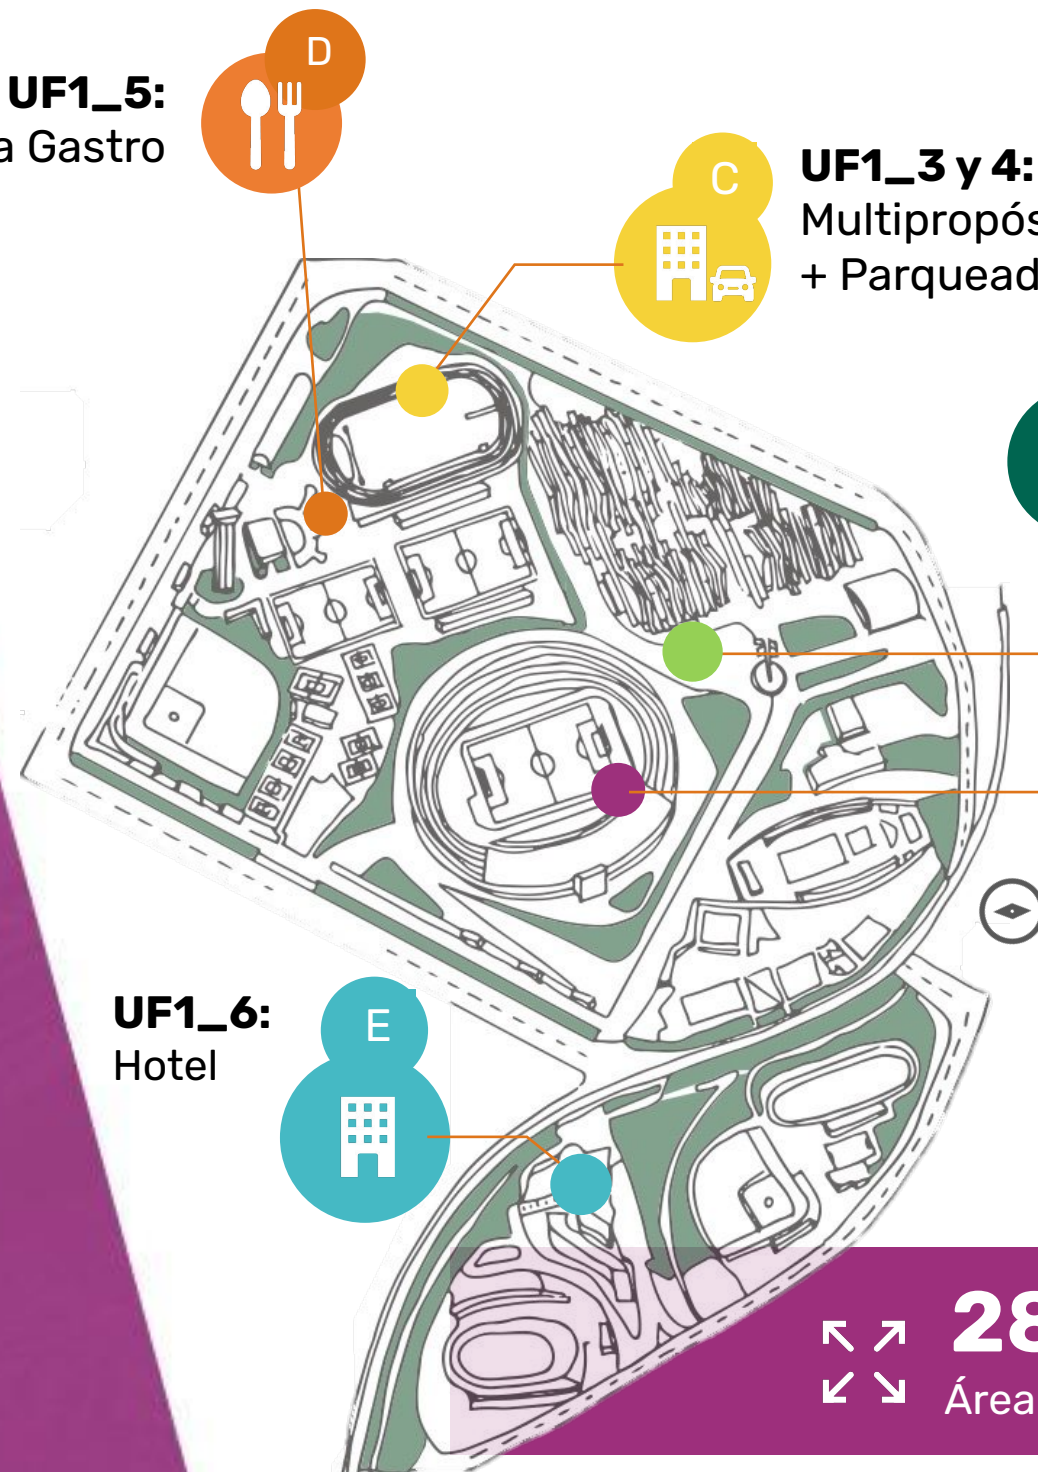 D
UF1_5:
a Gastro
C
UF1_3 y 4:
Multipropós
+ Parquead
UF1_6:
Hotel
E
28
Área